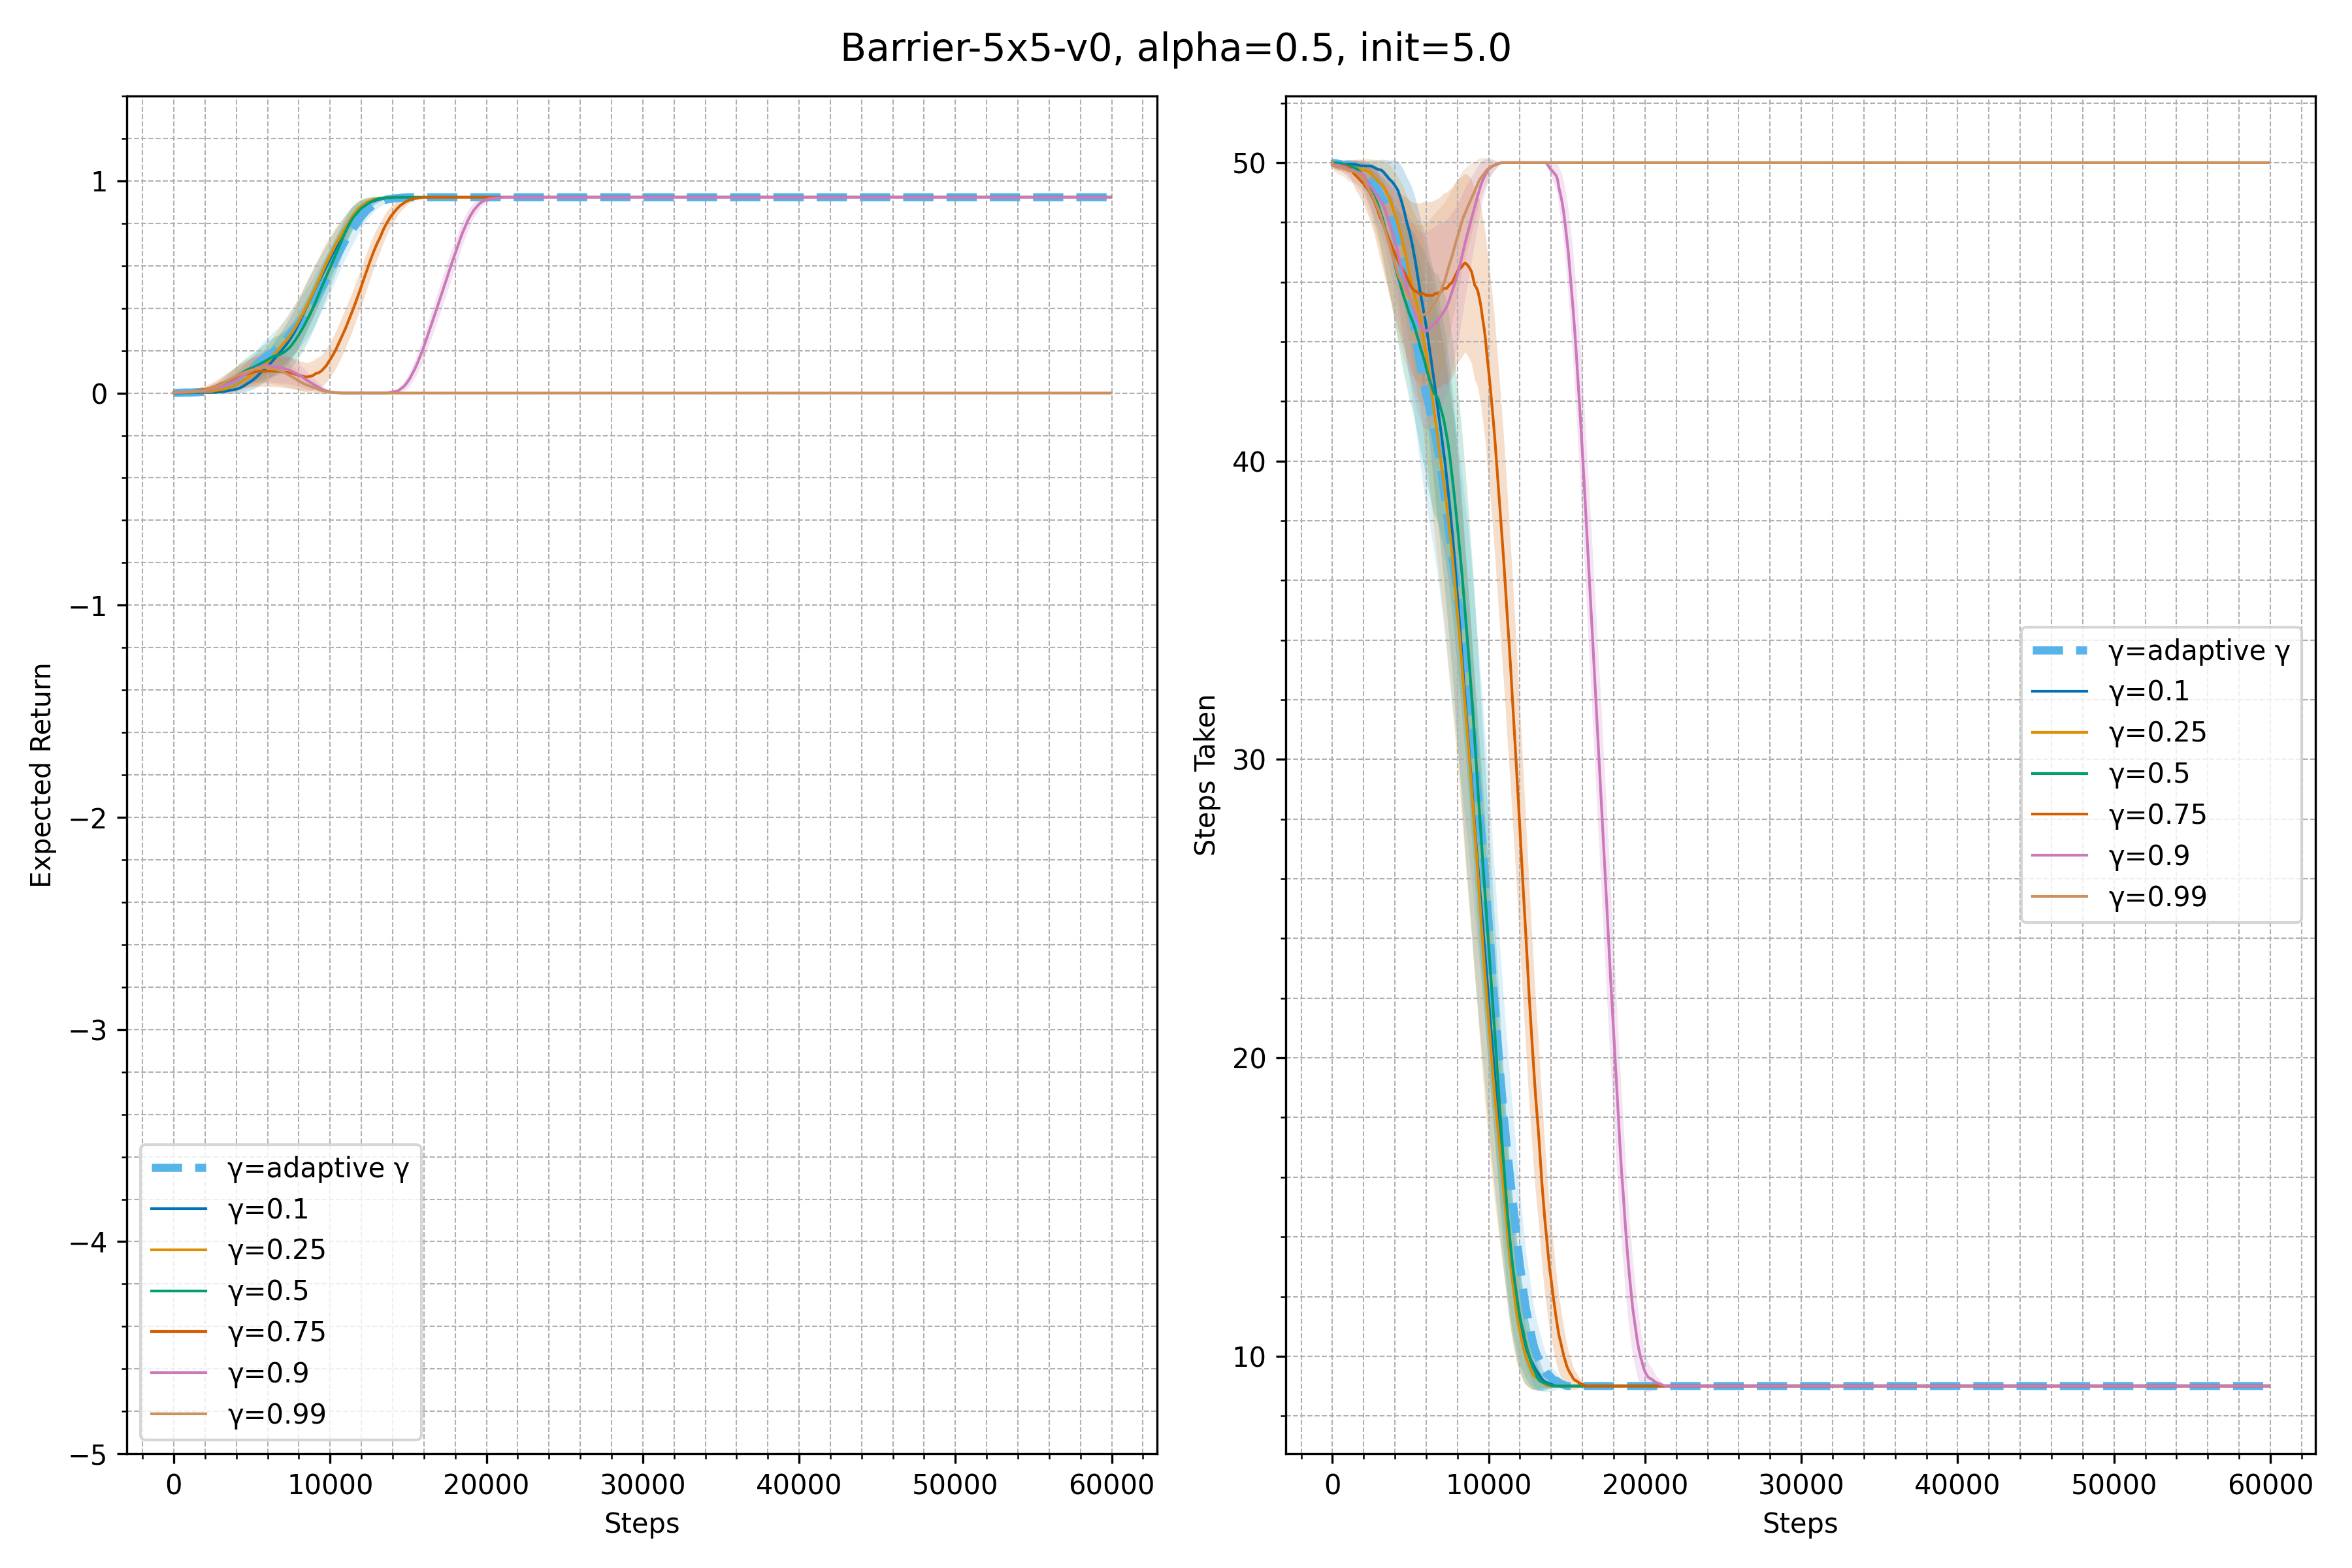 Barrier-5x5-v0, alpha=0.5, init=5.0
Expected Return
1
0
−1
−2
−3
−4
−5
γ=adaptive γ
γ=0.1
γ=0.25
γ=0.5
γ=0.75
γ=0.9
γ=0.99
0
10000
20000
30000
40000
50000
60000
Steps
Steps Taken
50
40
30
20
10
γ=adaptive γ
γ=0.1
γ=0.25
γ=0.5
γ=0.75
γ=0.9
γ=0.99
0
10000
20000
30000
40000
50000
60000
Steps